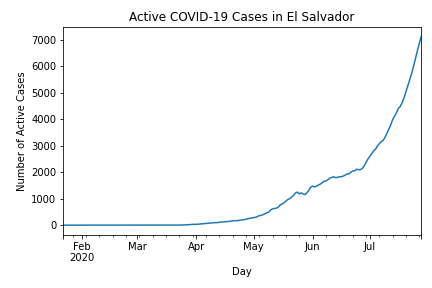 Active COVID-19 Cases in El Salvador
Number of Active Cases
7000
6000
5000
4000
3000
2000
1000
0
Feb Mar Apr May Jun Jul
2020
Day